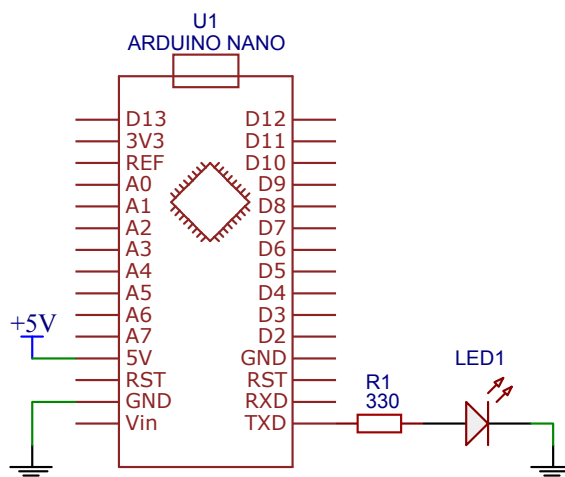 U1
ARDUINO NANO
D13
3V3
REF
A0
A1
A2
A3
A4
A5
A6
A7
5V
RST
GND
Vin
D12
D11
D10
D9
D8
D7
D6
D5
D4
D3
D2
GND
RST
RXD
TXD
+5V
R1
330
LED1